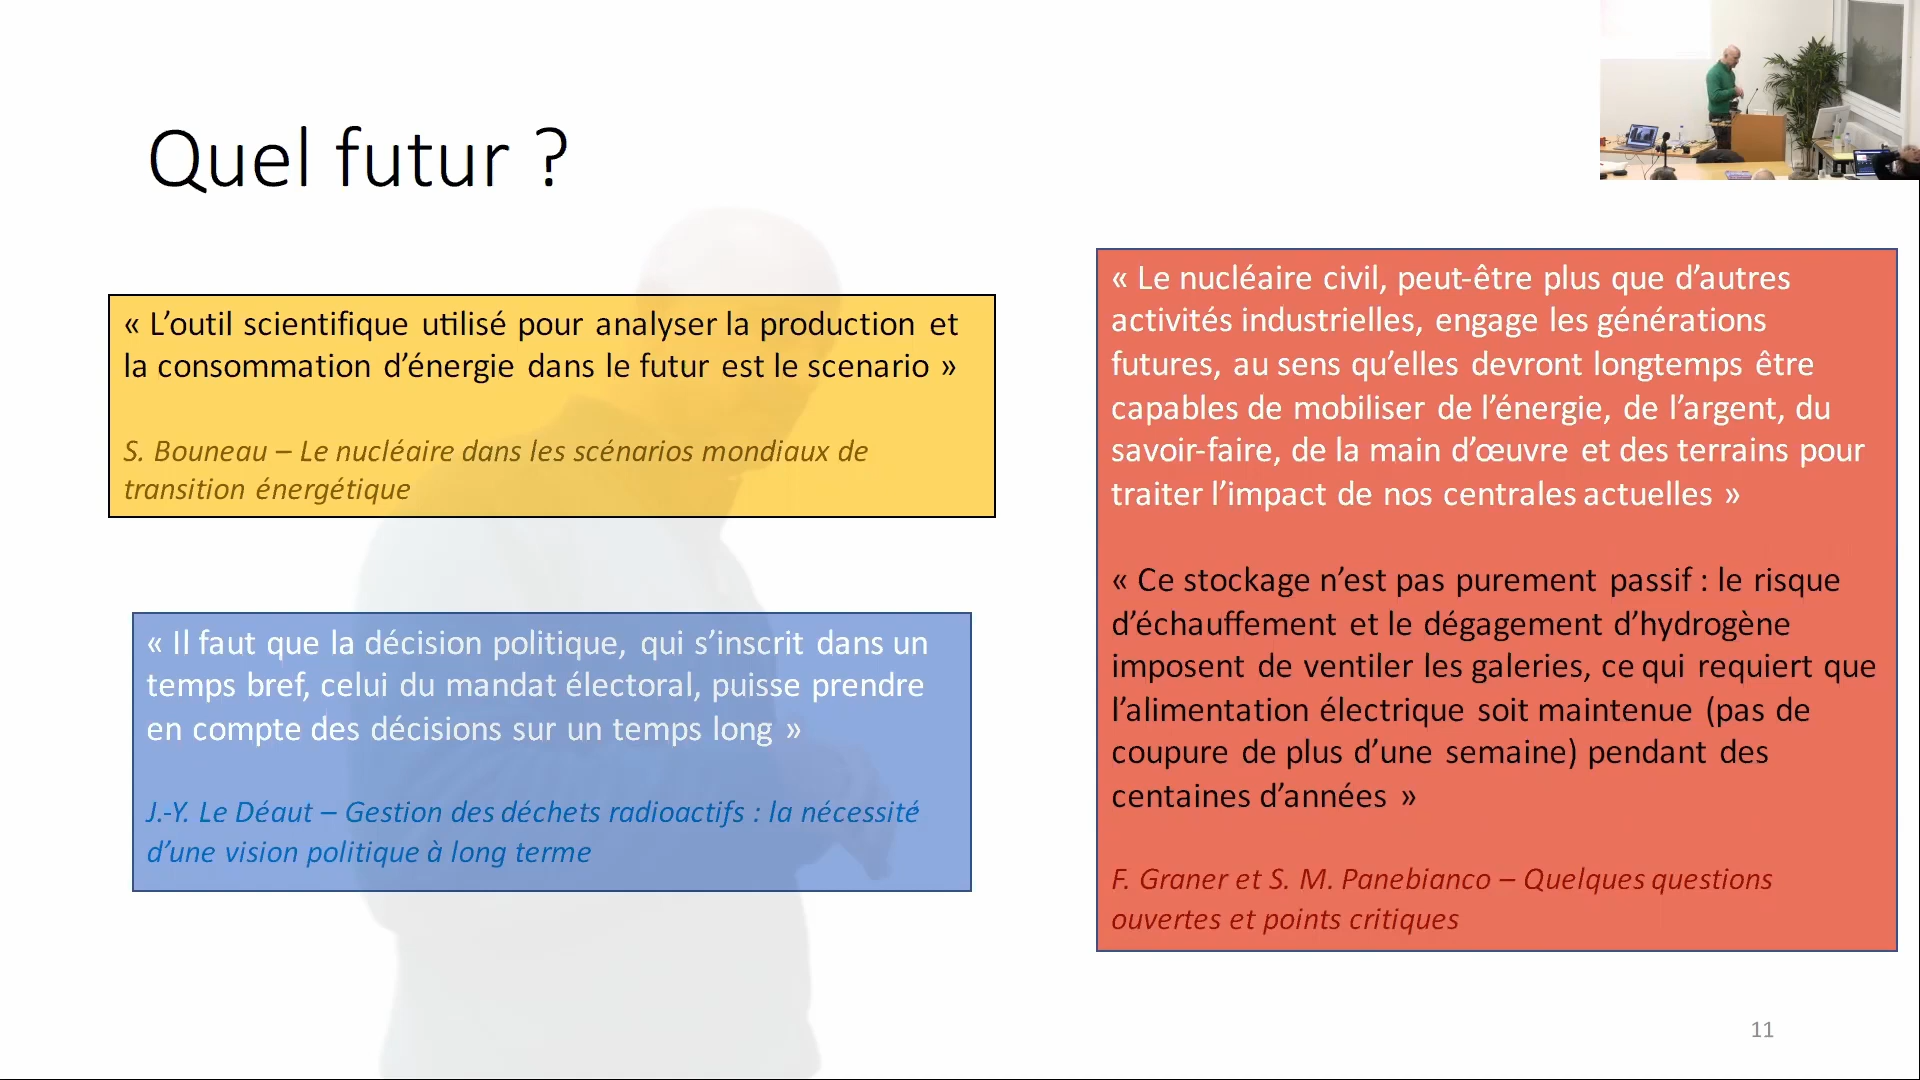 Quel futur ?
« L’outil scientifique utilisé pour analyser la production et
la consommation d’énergie dans le futur est le scenario »
S. Bouneau – Le nucléaire dans les scénarios mondiaux de
transition énergétique
« Il faut que la décision politique, qui s’inscrit dans un
temps bref, celui du mandat électoral, puisse prendre
en compte des décisions sur un temps long »
J.-Y. Le Déaut – Gestion des déchets radioactifs : la nécessité
d’une vision politique à long terme
« Le nucléaire civil, peut-être plus que d’autres
activités industrielles, engage les générations
futures, au sens qu’elles devront longtemps être
capables de mobiliser de l’énergie, de l’argent, du
savoir-faire, de la main d’œuvre et des terrains pour
traiter l’impact de nos centrales actuelles »
« Ce stockage n’est pas purement passif : le risque
d’échauffement et le dégagement d’hydrogène
imposent de ventiler les galeries, ce qui requiert que
l’alimentation électrique soit maintenue (pas de
coupure de plus d’une semaine) pendant des
centaines d’années »
F. Graner et S. M. Panebianco – Quelques questions
ouvertes et points critiques
11